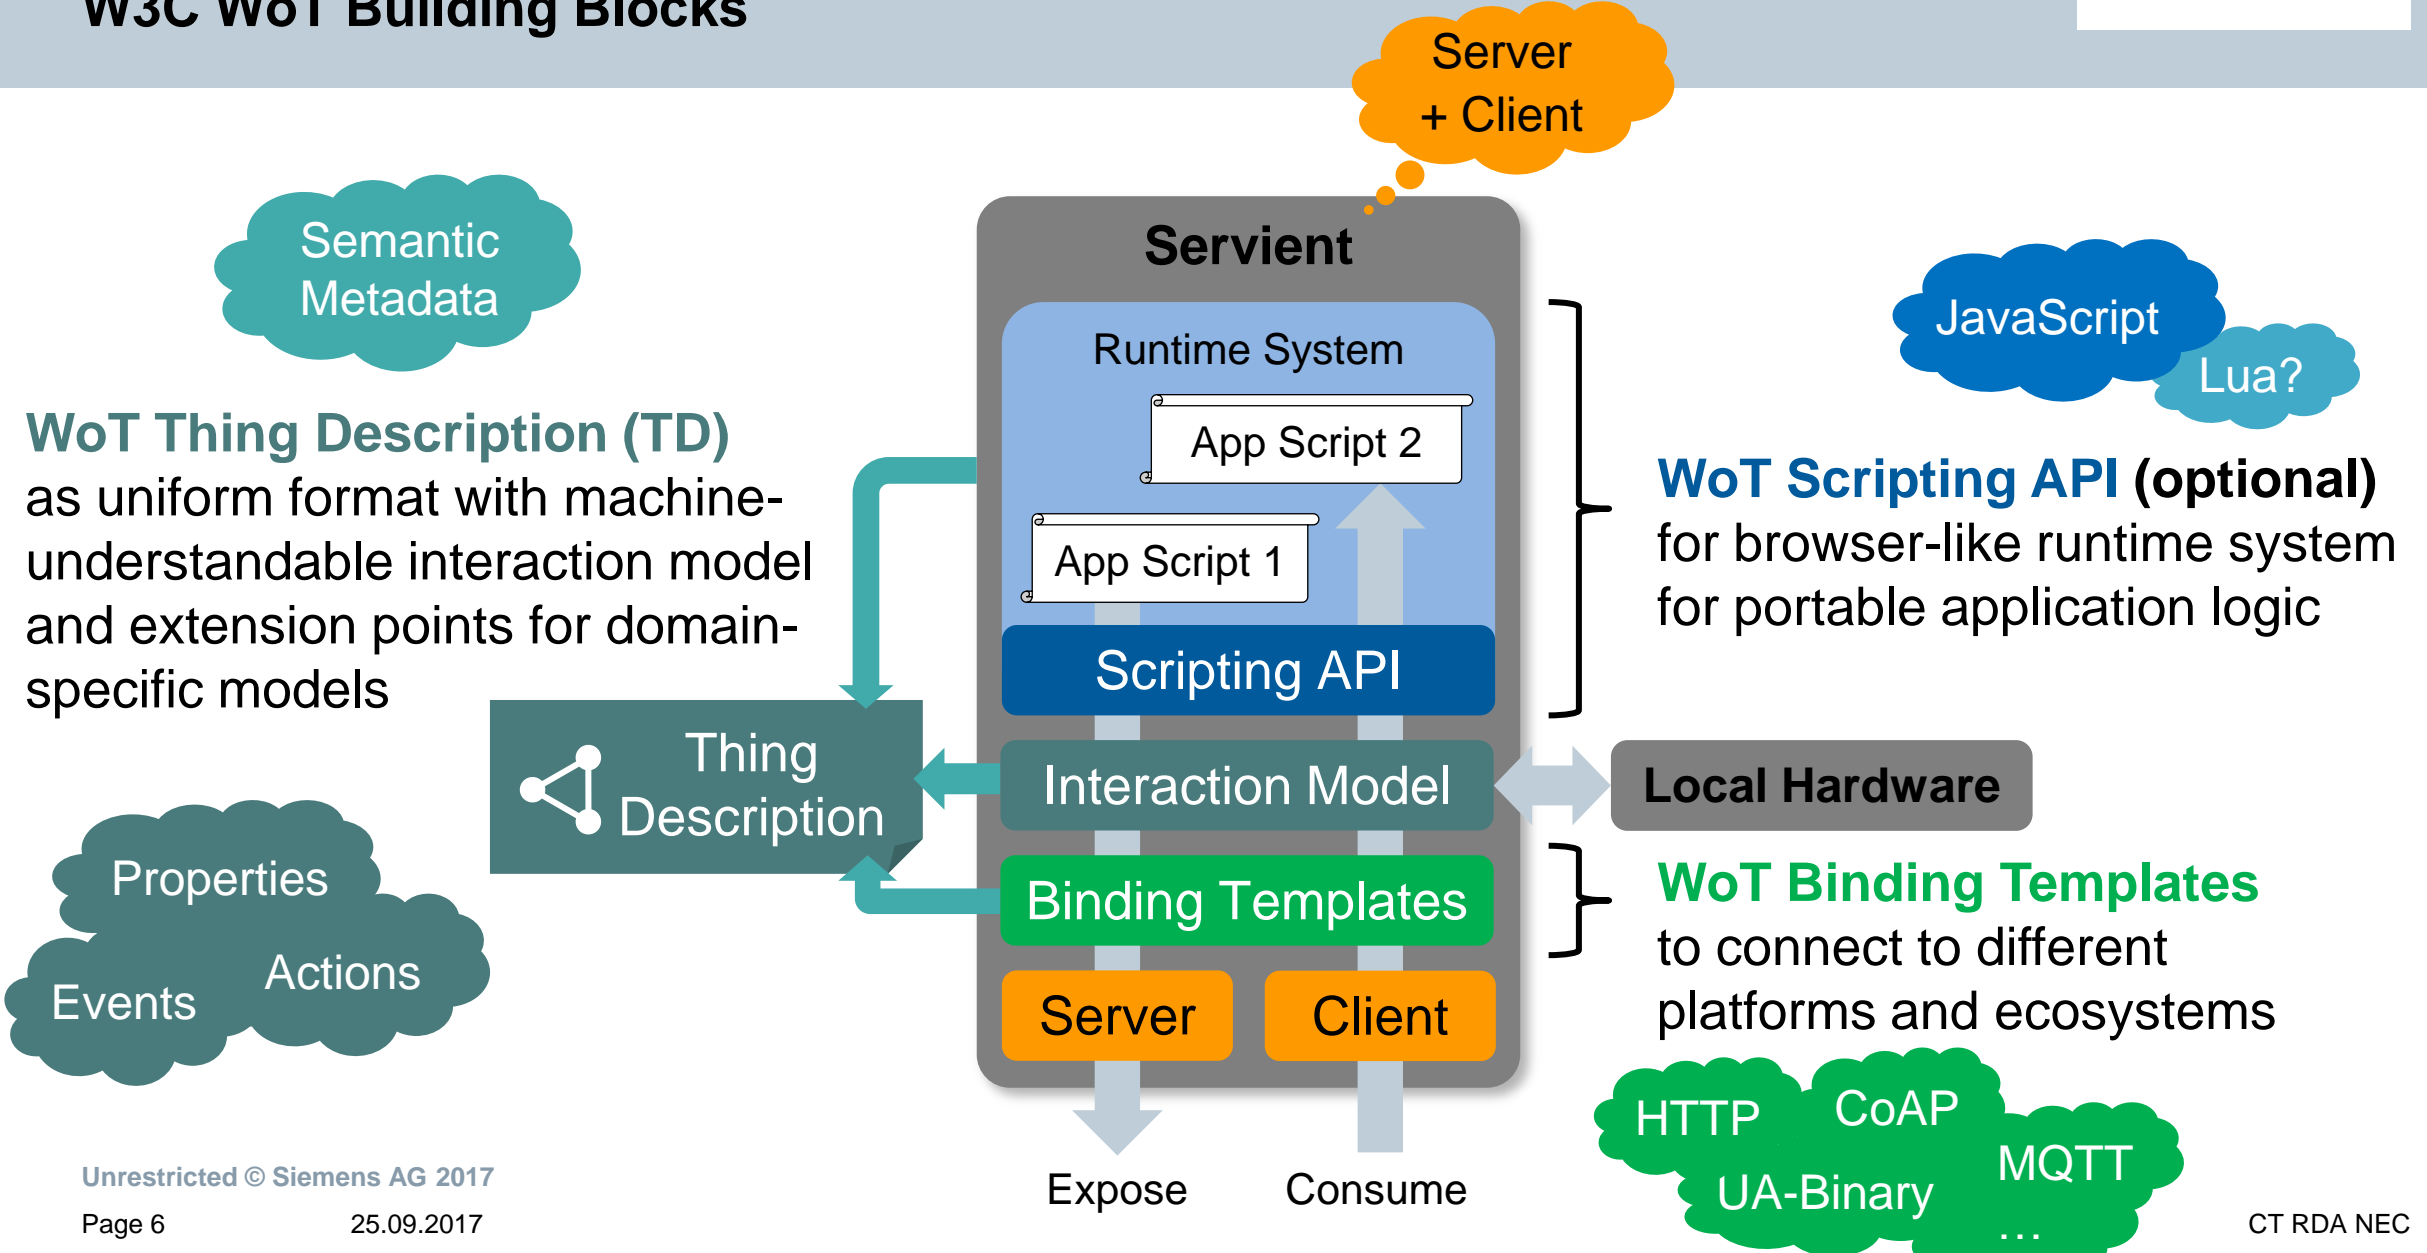 W3C WoT Building Blocks
Server
+ Client
Semantic
Metadata
WoT Thing Description (TD)
as uniform format with machine-
understandable interaction model
and extension points for domain-
specific models
Properties
Actions
Events
Thing
Description
Servient
Runtime System
App Script 2
App Script 1
Scripting API
Interaction Model
Binding Templates
Server
Client
Expose
Consume
JavaScript
Lua?
WoT Scripting API (optional)
for browser-like runtime system
for portable application logic
Local Hardware
WoT Binding Templates
to connect to different
platforms and ecosystems
HTTP
CoAP
MQTT
UA-Binary
...
Unrestricted © Siemens AG 2017
Page 6
25.09.2017
CT RDA NEC